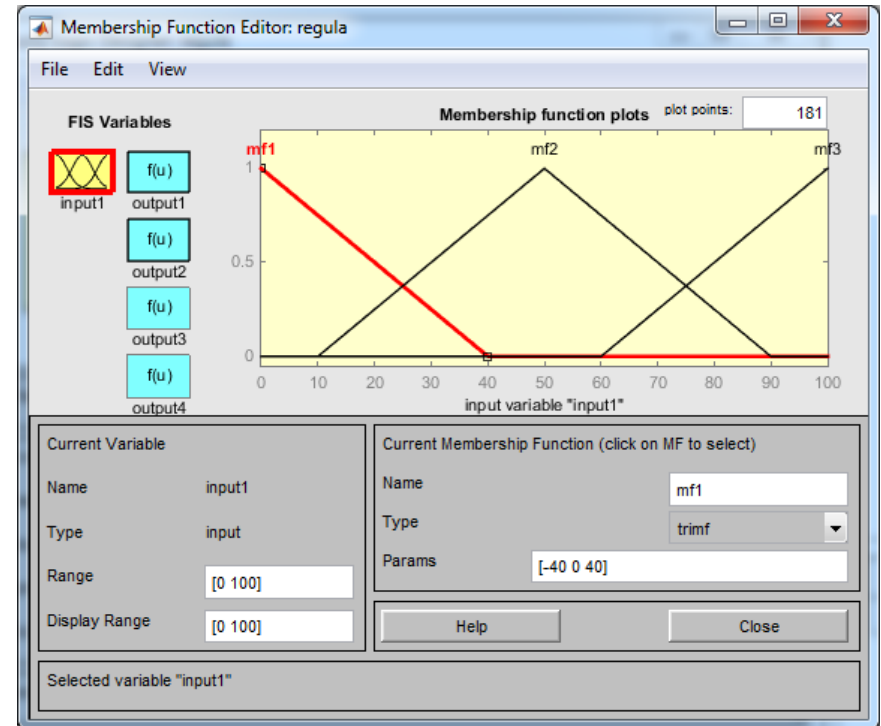 Membership Function Editor: regula
File Edit View
FIS Variables
f(u)
input1 output1
f(u)
output2
f(u)
output3
f(u)
output4
Membership function plots plot points: 181
mf1 mf2 mf3
1
0.5
0
0 10 20 30 40 50 60 70 80 90 100
input variable "input1"
Current Variable
Name input1
Type input
Range [0 100]
Display Range [0 100]
Current Membership Function (click on MF to select)
Name mf1
Type trimf
Params [-40 0 40]
Help Close
Selected variable "input1"